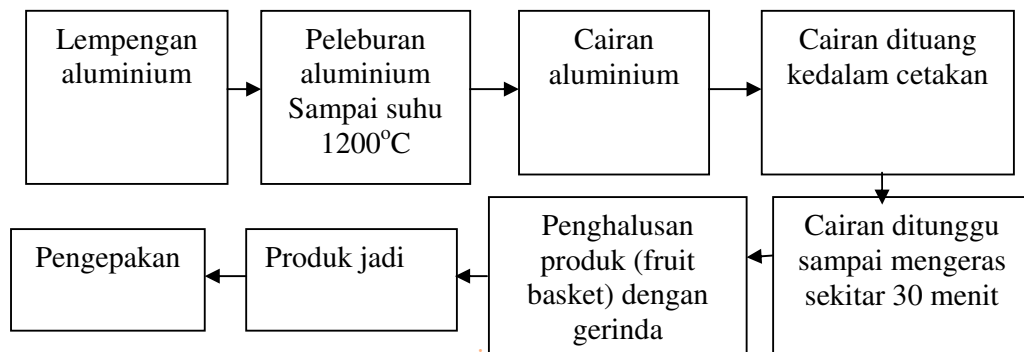 Lempengan
aluminium
Peleburan
aluminium
Sampai suhu
1200°C
Cairan
aluminium
Cairan dituang
kedalam cetakan
Cairan ditunggu
sampai mengeras
sekitar 30 menit
Penghalusan
produk (fruit
basket) dengan
gerinda
Produk jadi
Pengepakan